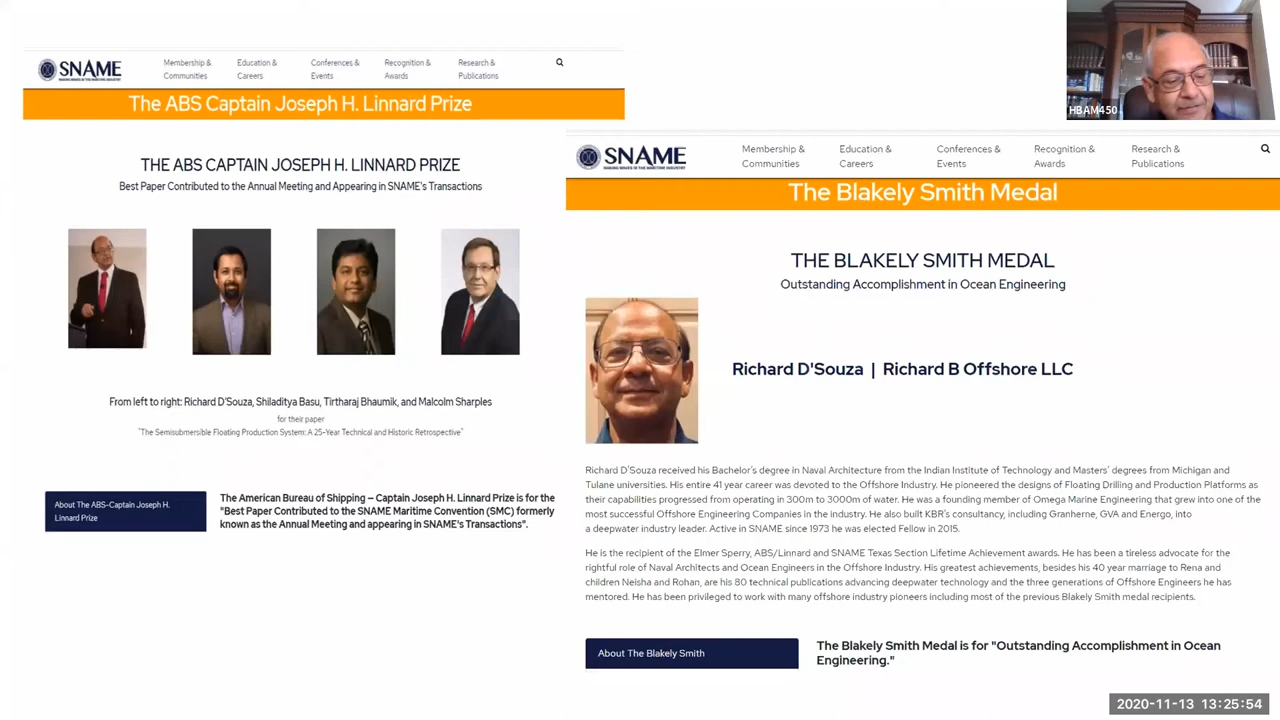 SNAME
MAKING WAVES IN THE MARITIME INDUSTRY
Membership &
Communities
Education &
Careers
Conferences &
Events
Recognition &
Awards
Research &
Publications
The ABS Captain Joseph H. Linnard Prize
THE ABS CAPTAIN JOSEPH H. LINNARD PRIZE
Best Paper Contributed to the Annual Meeting and Appearing in SNAME's Transactions
From left to right: Richard D'Souza, Shiladitya Basu, Tirtharaj Bhaumik, and Malcolm Sharples
for their paper
"The Semisubmersible Floating Production System: A 25-Year Technical and Historic Retrospective"
About The ABS-Captain Joseph H.
Linnard Prize
The American Bureau of Shipping – Captain Joseph H. Linnard Prize is for the
"Best Paper Contributed to the SNAME Maritime Convention (SMC) formerly
known as the Annual Meeting and appearing in SNAME's Transactions".
HBAM450
SNAME
MAKING WAVES IN THE MARITIME INDUSTRY
Membership &
Communities
Education &
Careers
Conferences &
Events
Recognition &
Awards
Research &
Publications
The Blakely Smith Medal
THE BLAKELY SMITH MEDAL
Outstanding Accomplishment in Ocean Engineering
Richard D'Souza | Richard B Offshore LLC
Richard D'Souza received his Bachelor's degree in Naval Architecture from the Indian Institute of Technology and Masters' degrees from Michigan and
Tulane universities. His entire 41 year career was devoted to the Offshore Industry. He pioneered the designs of Floating Drilling and Production Platforms as
their capabilities progressed from operating in 300m to 3000m of water. He was a founding member of Omega Marine Engineering that grew into one of the
most successful Offshore Engineering Companies in the industry. He also built KBR's consultancy, including Granherne, GVA and Energo, into
a deepwater industry leader. Active in SNAME since 1973 he was elected Fellow in 2015.
He is the recipient of the Elmer Sperry, ABS/Linnard and SNAME Texas Section Lifetime Achievement awards. He has been a tireless advocate for the
rightful role of Naval Architects and Ocean Engineers in the Offshore Industry. His greatest achievements, besides his 40 year marriage to Rena and
children Neisha and Rohan, are his 80 technical publications advancing deepwater technology and the three generations of Offshore Engineers he has
mentored. He has been privileged to work with many offshore industry pioneers including most of the previous Blakely Smith medal recipients.
About The Blakely Smith
The Blakely Smith Medal is for "Outstanding Accomplishment in Ocean
Engineering."
2020-11-13 13:25:54